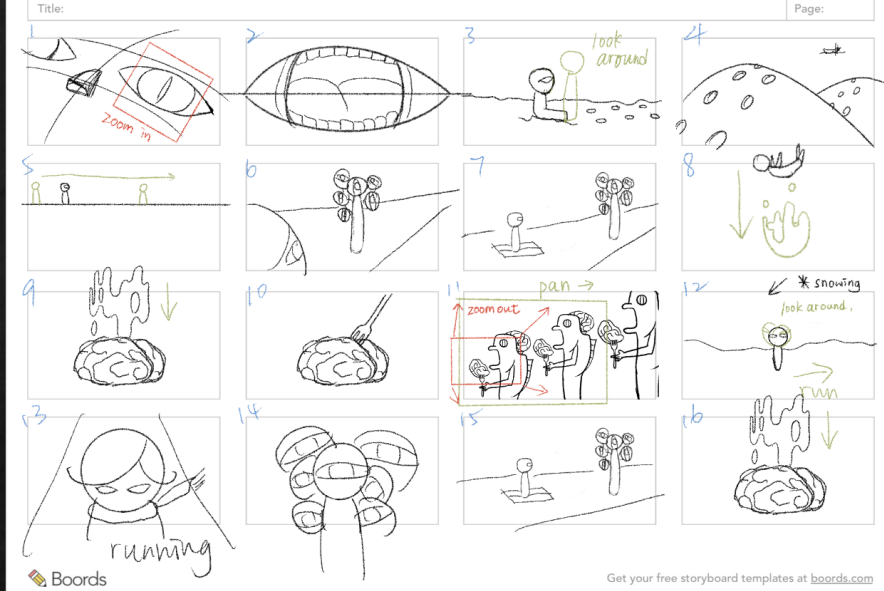 Title:
Page:
1
2
3
4
zoom in
look
around
5
6
7
8
9
10
11
12
pan →
zoom out
* snowing
look around.
run
13
14
15
16
running
Boords
Get your free storyboard templates at boords.com